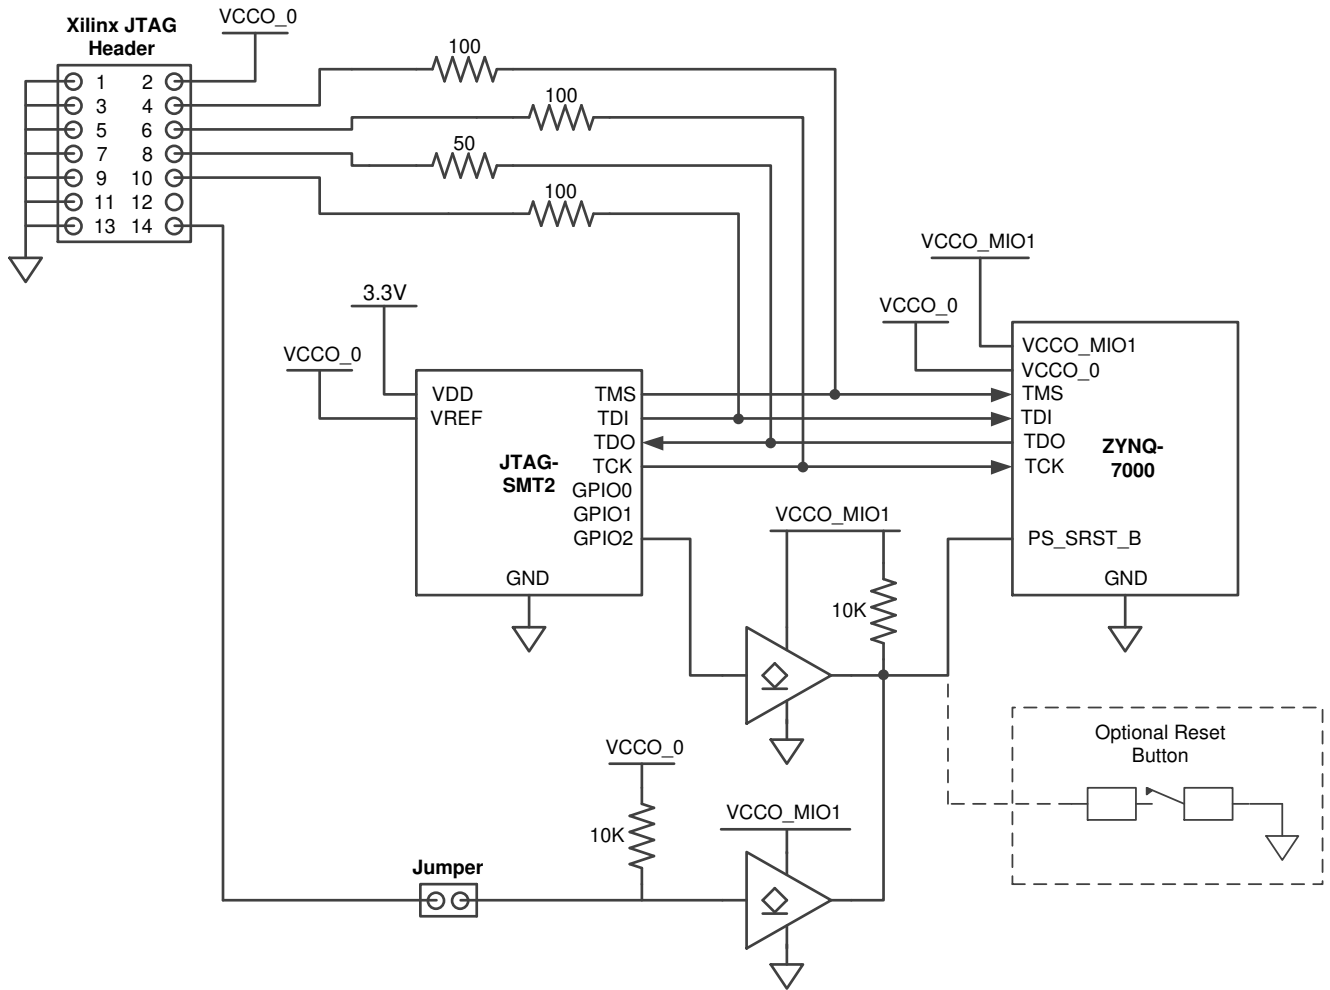 Xilinx JTAG
Header
VCCO_0
1 2
3 4
5 6
7 8
9 10
11 12
13 14
100
100
50
100
3.3V
VCCO_0
VDD
VREF
JTAG-
SMT2
TMS
TDI
TDO
TCK
GPIO0
GPIO1
GPIO2
GND
VCCO_MIO1
VCCO_0
VCCO_MIO1
VCCO_0
TMS
TDI
TDO
TCK
ZYNQ-
7000
PS_SRST_B
GND
VCCO_MIO1
10K
VCCO_0
10K
VCCO_MIO1
Jumper
Optional Reset
Button